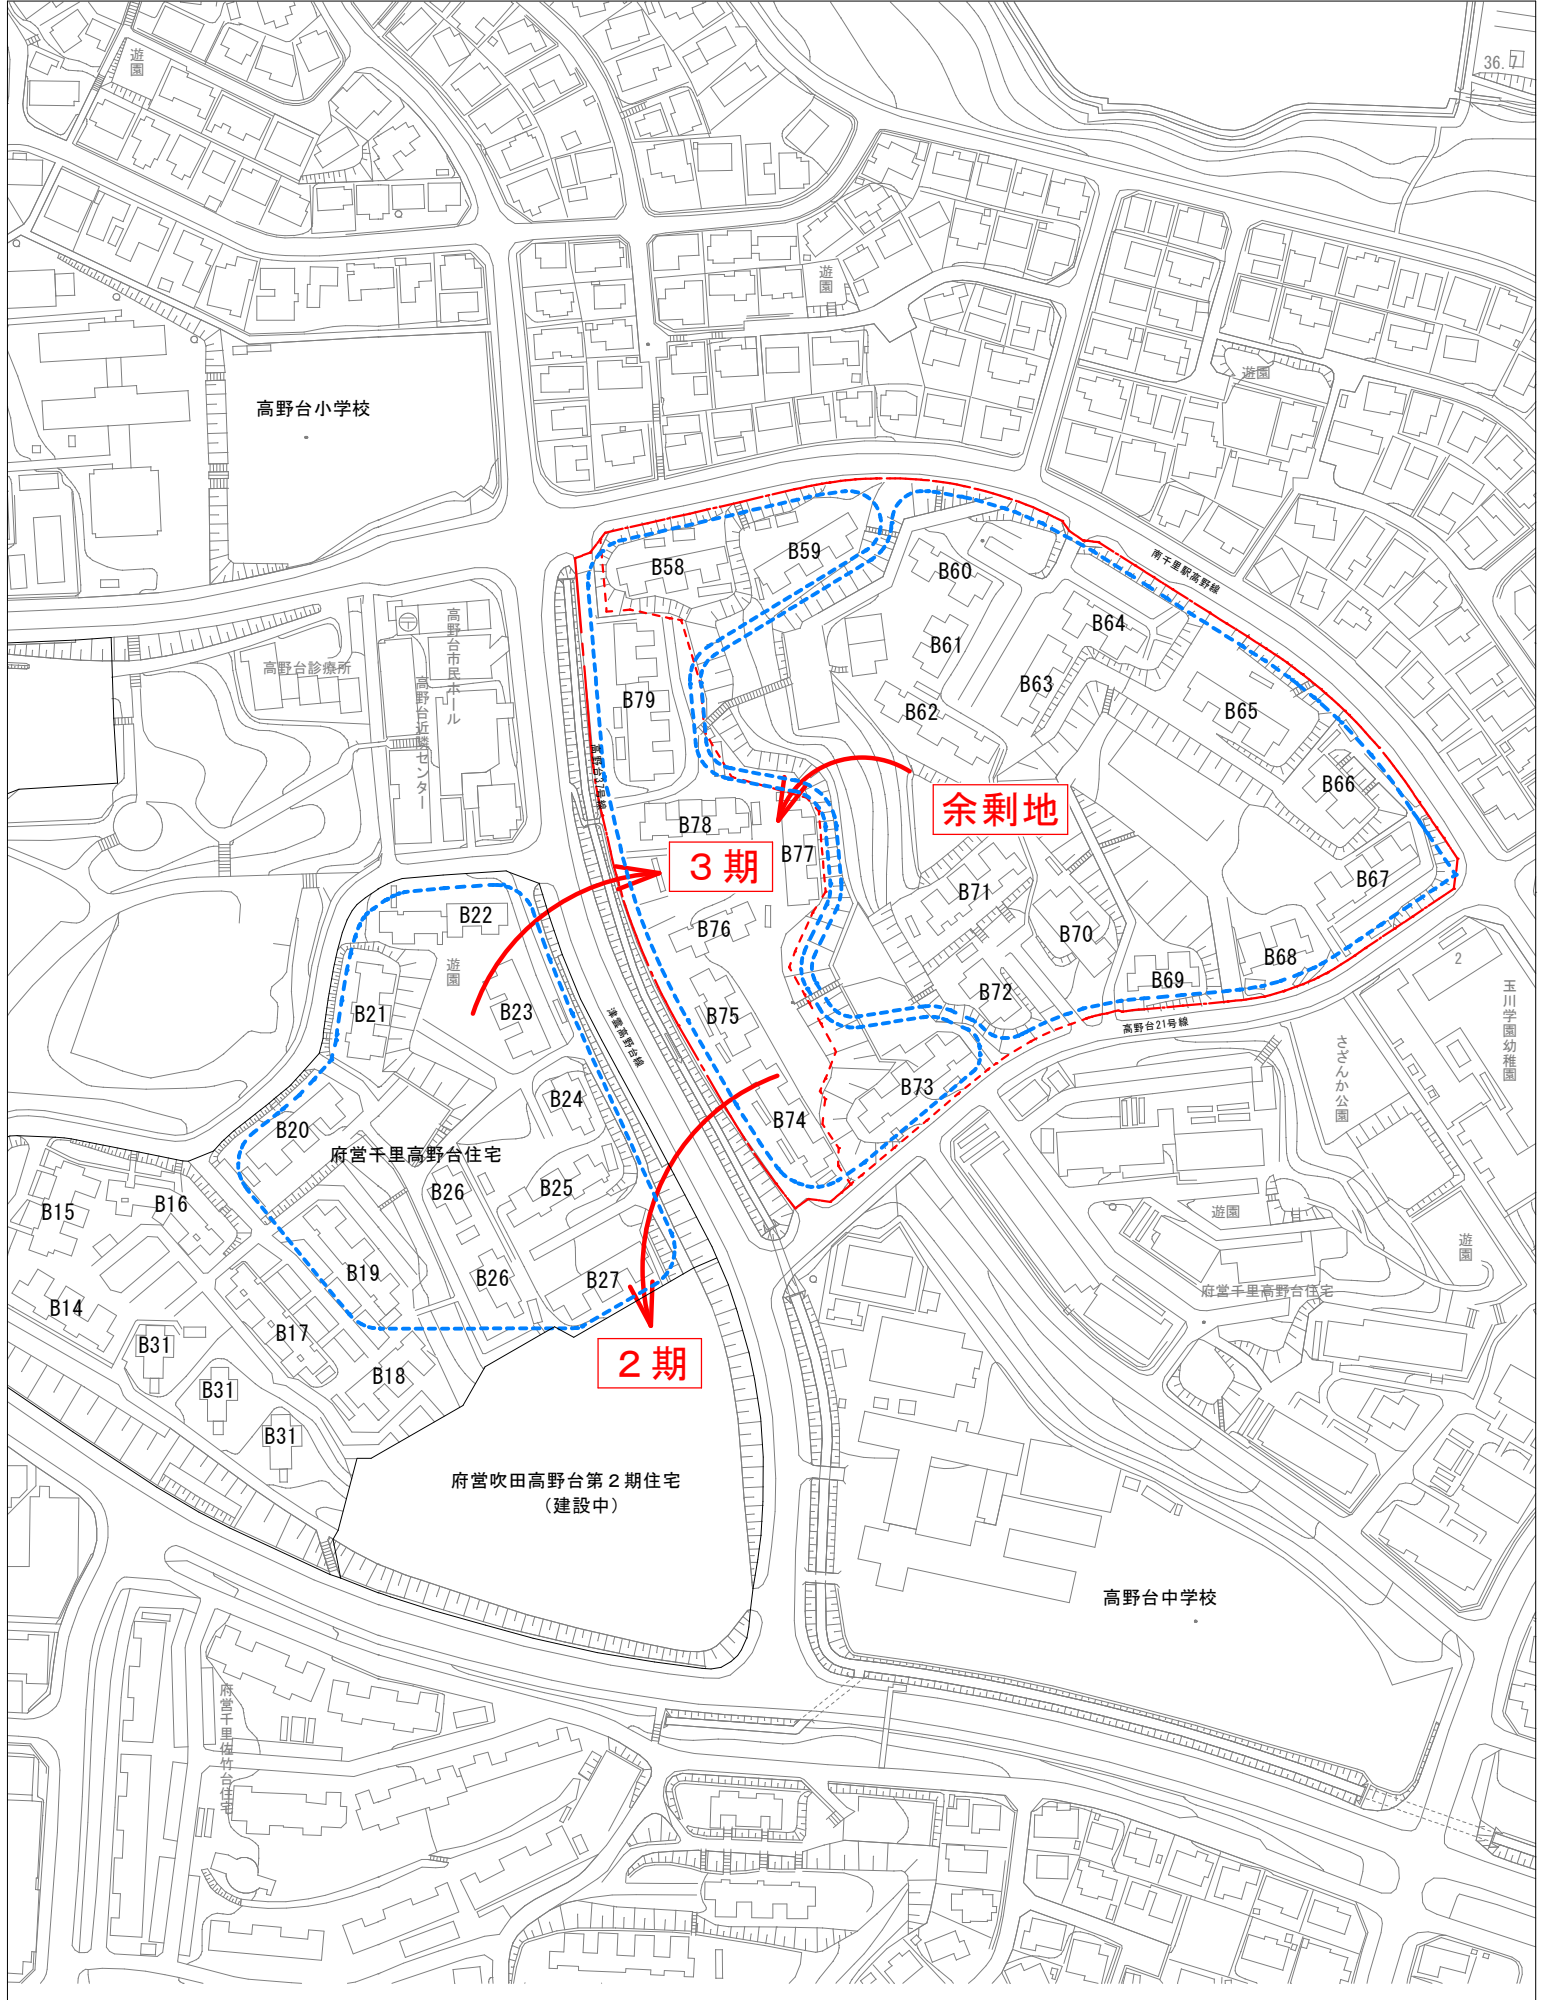 遊園
36.7
遊園
遊園
高野台小学校
南千里駅高野線
B58
B59
B60
B61
B62
B63
B64
B65
B66
B67
B68
B69
B70
B71
B72
B73
B74
B75
B76
B77
B78
B79
高野台診療所
高野台市民ホール
高野台近隣センター
余剰地
3期
2期
B22
遊園
B21
B23
B24
B20
府営千里高野台住宅
B26
B25
B15
B16
B19
B26
B27
B14
B17
B31
B18
B31
B31
津雲高野台線
高野台21号線
2
玉川学園幼稚園
さざんか公園
遊園
遊園
府営千里高野台住宅
府営吹田高野台第2期住宅
(建設中)
高野台中学校
府営千里佐竹台住宅